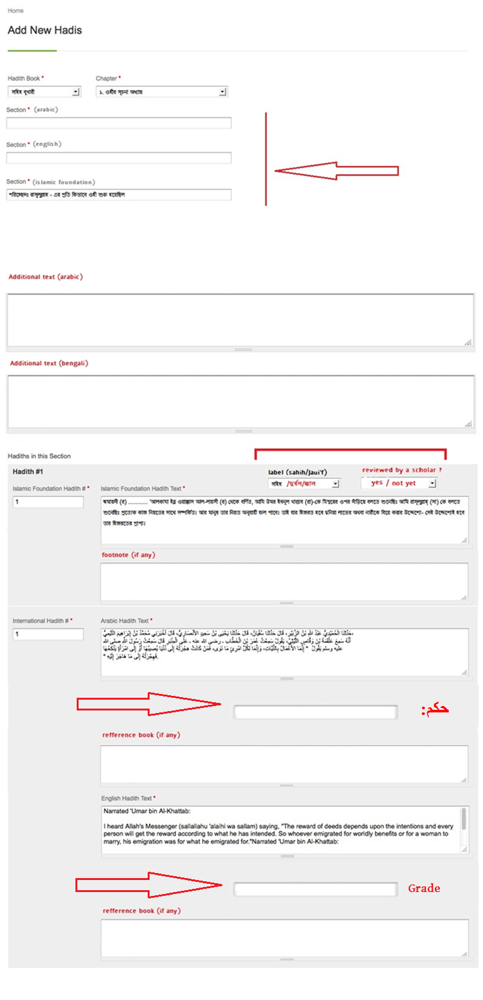 Home
Add New Hadis
Hadith Book * Chapter *
সহিহ বুখারী ১. ওহীর সূচনা অধ্যায়
Section * (arabic)
Section * (english)
Section * (islamic foundation)
পরিচ্ছেদঃ রাসূলুল্লাহ - এর প্রতি কিভাবে ওহী শুরু হয়েছিল
Additional text (arabic)
Additional text (bengali)
Hadiths in this Section
Hadith #1 label (sahih/Jaui'f) reviewed by a scholar ?
সহিহ /দুর্বল/জাল yes / not yet
Islamic Foundation Hadith # * Islamic Foundation Hadith Text *
1 হুমায়দী (র) ........... 'আলকামা ইব্ন ওয়াক্কাস আল-লায়সী (র) থেকে বর্ণিত, আমি উমর ইবনুল খাত্তাব (রা)-কে মিম্বরের ওপর দাঁড়িয়ে বলতে শুনেছিঃ আমি রাসূলুল্লাহ্ (সা) কে বলতে
শুনেছিঃ প্রত্যেক কাজ নিয়তের সাথে সম্পর্কিত। আর মানুষ তার নিয়ত অনুযায়ী ফল পাবে। তাই যার হিজরত হবে দুনিয়া লাভের অথবা নারীকে বিয়ে করার উদ্দেশ্যে- সেই উদ্দেশ্যেই হবে
তার হিজরতের প্রাপ্য।
footnote (if any)
International Hadith # * Arabic Hadith Text *
1 حَدَّثَنَا الْحُمَيْدِيُّ عَبْدُ اللَّهِ بْنُ الزُّبَيْرِ، قَالَ حَدَّثَنَا سُفْيَانُ، قَالَ حَدَّثَنَا يَحْيَى بْنُ سَعِيدٍ الأَنْصَارِيُّ، قَالَ أَخْبَرَنِي مُحَمَّدُ بْنُ إِبْرَاهِيمَ التَّيْمِيُّ،
أَنَّهُ سَمِعَ عَلْقَمَةَ بْنَ وَقَّاصٍ اللَّيْثِيَّ، يَقُولُ سَمِعْتُ عُمَرَ بْنَ الْخَطَّابِ ـ رضى الله عنه ـ عَلَى الْمِنْبَرِ قَالَ سَمِعْتُ رَسُولَ اللَّهِ صلى الله
عليه وسلم يَقُولُ " إِنَّمَا الأَعْمَالُ بِالنِّيَّاتِ، وَإِنَّمَا لِكُلِّ امْرِئٍ مَا نَوَى، فَمَنْ كَانَتْ هِجْرَتُهُ إِلَى دُنْيَا يُصِيبُهَا أَوْ إِلَى امْرَأَةٍ يَنْكِحُهَا
فَهِجْرَتُهُ إِلَى مَا هَاجَرَ إِلَيْهِ ".
حكم:
refference book (if any)
English Hadith Text *
Narrated 'Umar bin Al-Khattab:
I heard Allah's Messenger (sallallahu 'alaihi wa sallam) saying, "The reward of deeds depends upon the intentions and every
person will get the reward according to what he has intended. So whoever emigrated for worldly benefits or for a woman to
marry, his emigration was for what he emigrated for."Narrated 'Umar bin Al-Khattab:
Grade
refference book (if any)